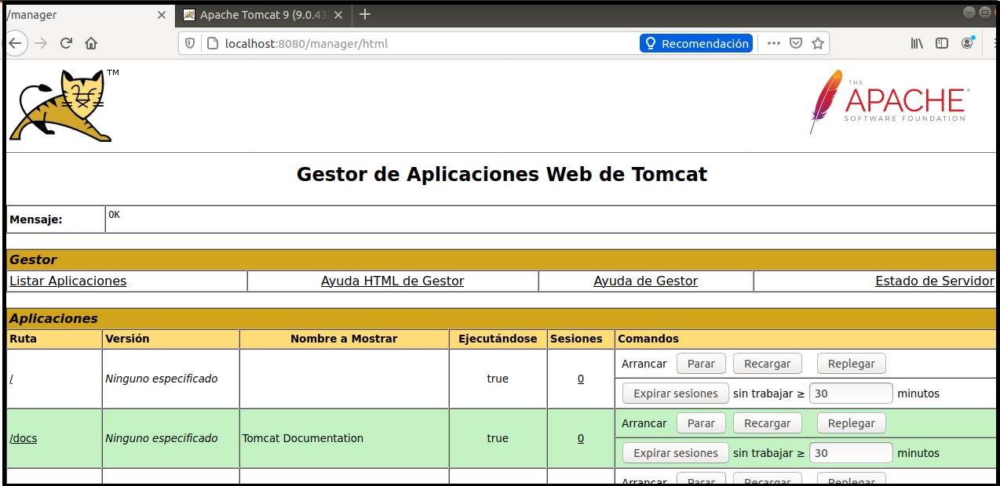 /manager
Apache Tomcat 9 (9.0.43
localhost:8080/manager/html
Recomendación
TM
THE
APACHE®
SOFTWARE FOUNDATION
Gestor de Aplicaciones Web de Tomcat
Mensaje: OK
Gestor
Listar Aplicaciones Ayuda HTML de Gestor Ayuda de Gestor Estado de Servidor
Aplicaciones
Ruta Versión Nombre a Mostrar Ejecutándose Sesiones Comandos
Arrancar Parar Recargar Replegar
/ Ninguno especificado true 0
Expirar sesiones sin trabajar ≥ 30 minutos
Arrancar Parar Recargar Replegar
/docs Ninguno especificado Tomcat Documentation true 0
Expirar sesiones sin trabajar ≥ 30 minutos
Arrancar Parar Recargar Replegar